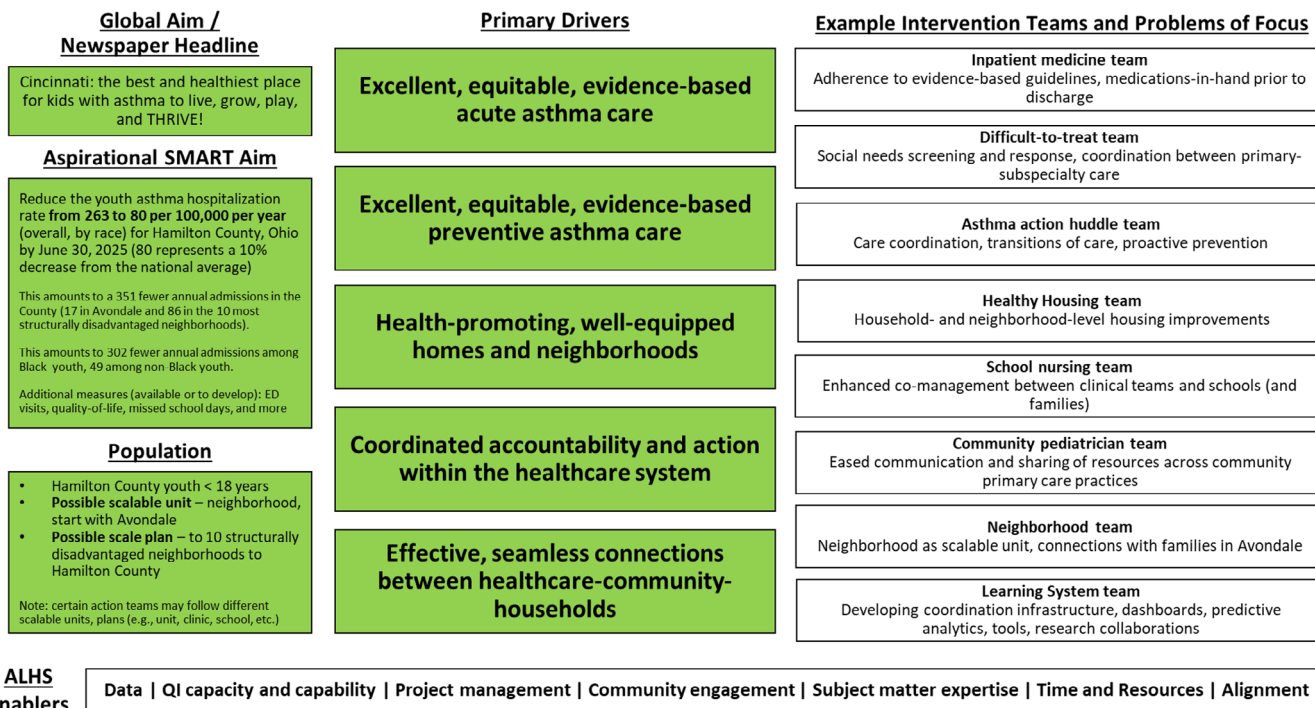 Global Aim /
Newspaper Headline
Cincinnati: the best and healthiest place
for kids with asthma to live, grow, play,
and THRIVE!
Aspirational SMART Aim
Reduce the youth asthma hospitalization
rate from 263 to 80 per 100,000 per year
(overall, by race) for Hamilton County, Ohio
by June 30, 2025 (80 represents a 10%
decrease from the national average)
This amounts to a 351 fewer annual admissions in the
County (17 in Avondale and 86 in the 10 most
structurally disadvantaged neighborhoods).
This amounts to 302 fewer annual admissions among
Black youth, 49 among non-Black youth.
Additional measures (available or to develop): ED
visits, quality-of-life, missed school days, and more
Population
• Hamilton County youth < 18 years
• Possible scalable unit – neighborhood,
start with Avondale
• Possible scale plan – to 10 structurally
disadvantaged neighborhoods to
Hamilton County
Note: certain action teams may follow different
scalable units, plans (e.g., unit, clinic, school, etc.)
Primary Drivers
Excellent, equitable, evidence-based
acute asthma care
Excellent, equitable, evidence-based
preventive asthma care
Health-promoting, well-equipped
homes and neighborhoods
Coordinated accountability and action
within the healthcare system
Effective, seamless connections
between healthcare-community-
households
Example Intervention Teams and Problems of Focus
Inpatient medicine team
Adherence to evidence-based guidelines, medications-in-hand prior to
discharge
Difficult-to-treat team
Social needs screening and response, coordination between primary-
subspecialty care
Asthma action huddle team
Care coordination, transitions of care, proactive prevention
Healthy Housing team
Household- and neighborhood-level housing improvements
School nursing team
Enhanced co-management between clinical teams and schools (and
families)
Community pediatrician team
Eased communication and sharing of resources across community
primary care practices
Neighborhood team
Neighborhood as scalable unit, connections with families in Avondale
Learning System team
Developing coordination infrastructure, dashboards, predictive
analytics, tools, research collaborations
ALHS
Data | QI capacity and capability | Project management | Community engagement | Subject matter expertise | Time and Resources | Alignment